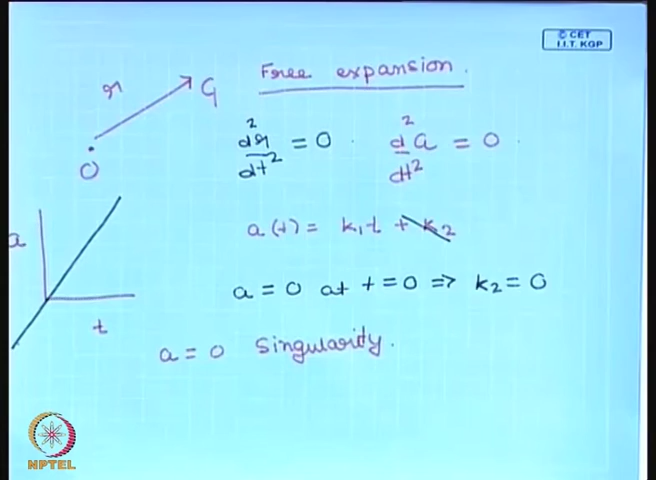 © CET
I.I.T. KGP
Free expansion.
r
G
O
d²r/dt² = 0 . d²a/dt² = 0 .
a(t) = k₁t + k₂
a
t
a = 0 at t = 0 ⇒ k₂ = 0
a = 0 Singularity.
NPTEL